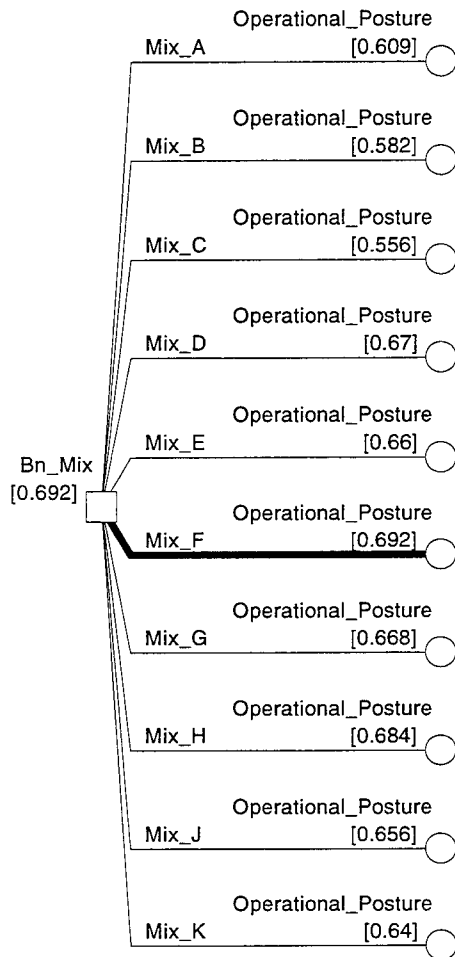 Operational_Posture
Mix_A [0.609]
Operational_Posture
Mix_B [0.582]
Operational_Posture
Mix_C [0.556]
Operational_Posture
Mix_D [0.67]
Operational_Posture
Mix_E [0.66]
Bn_Mix
[0.692]
Operational_Posture
Mix_F [0.692]
Operational_Posture
Mix_G [0.668]
Operational_Posture
Mix_H [0.684]
Operational_Posture
Mix_J [0.656]
Operational_Posture
Mix_K [0.64]